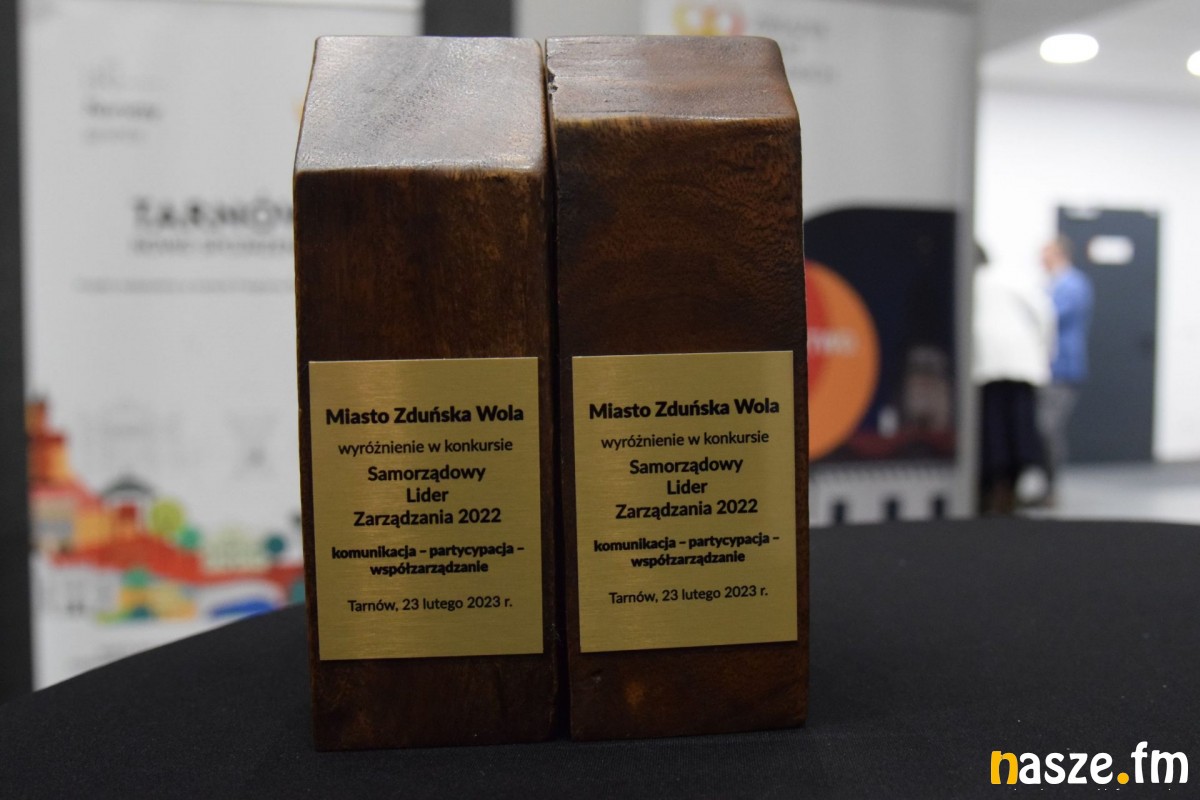 TARNÓW
Miasto Zduńska Wola
wyróżnienie w konkursie
Samorządowy
Lider
Zarządzania 2022
komunikacja – partycypacja –
współzarządzanie
Tarnów, 23 lutego 2023 r.
Miasto Zduńska Wola
wyróżnienie w konkursie
Samorządowy
Lider
Zarządzania 2022
komunikacja – partycypacja –
współzarządzanie
Tarnów, 23 lutego 2023 r.
nasze.fm